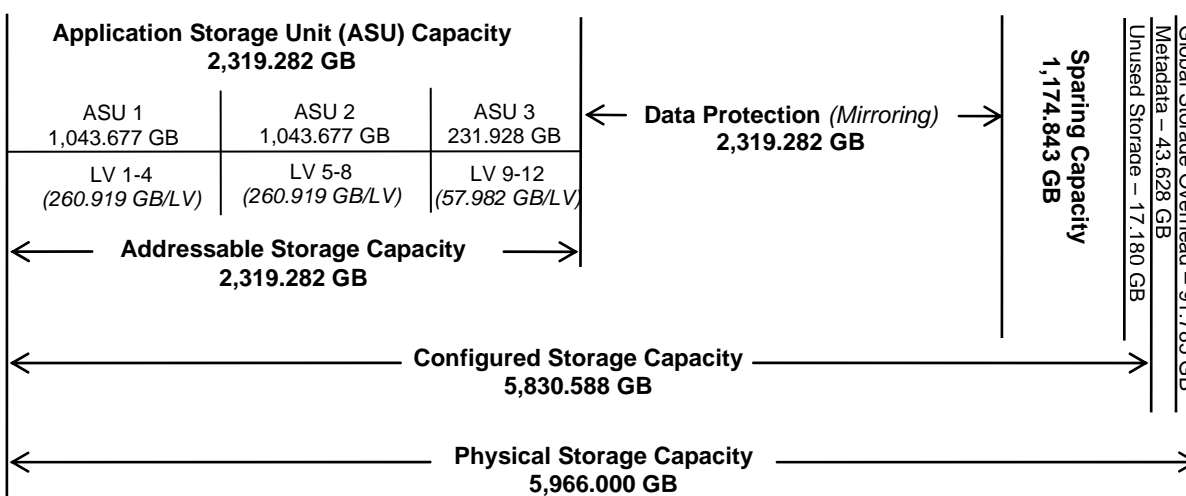 Application Storage Unit (ASU) Capacity
2,319.282 GB
ASU 1
1,043.677 GB
ASU 2
1,043.677 GB
ASU 3
231.928 GB
LV 1-4
(260.919 GB/LV)
LV 5-8
(260.919 GB/LV)
LV 9-12
(57.982 GB/LV)
Addressable Storage Capacity
2,319.282 GB
Data Protection (Mirroring)
2,319.282 GB
Sparing Capacity
1,174.843 GB
Unused Storage – 17.180 GB
Metadata – 43.628 GB
Global Storage Overhead – GB
Configured Storage Capacity
5,830.588 GB
Physical Storage Capacity
5,966.000 GB